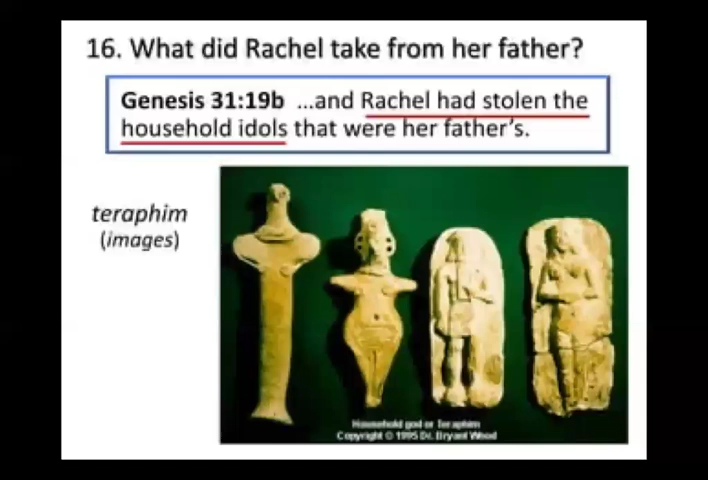 16. What did Rachel take from her father?
Genesis 31:19b ...and Rachel had stolen the
household idols that were her father's.
teraphim
(images)
Household god or Teraphim
Copyright © 1995 Dr. Bryant Wood